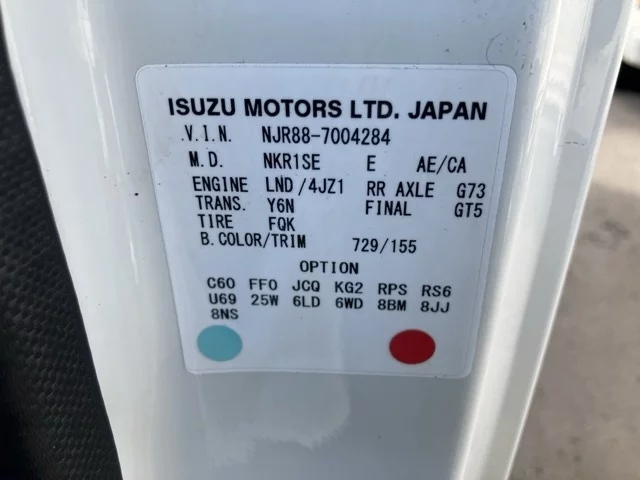 ISUZU MOTORS LTD. JAPAN
.V.I.N. NJR88-7004284
M.D. NKR1SE E AE/CA
ENGINE LND/4JZ1 RR AXLE G73
TRANS. Y6N FINAL GT5
TIRE FQK
B.COLOR/TRIM 729/155
OPTION
C60 FF0 JCQ KG2 RPS RS6
U69 25W 6LD 6WD 8BM 8JJ
8NS